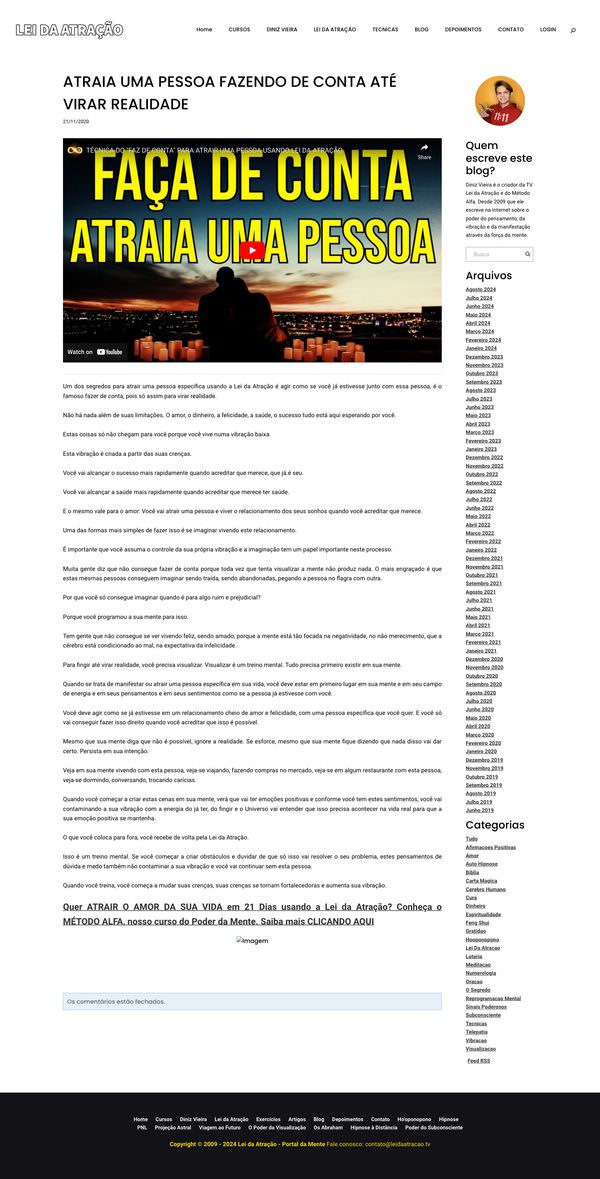 LEI DA ATRAÇÃO
Home CURSOS DINIZ VIEIRA LEI DA ATRAÇÃO TECNICAS BLOG DEPOIMENTOS CONTATO LOGIN
ATRAIA UMA PESSOA FAZENDO DE CONTA ATÉ
VIRAR REALIDADE
21/11/2020
TÉCNICA DO "FAZ DE CONTA" PARA ATRAIR UMA PESSOA USANDO LEI DA ATRAÇÃO
Share
FAÇA DE CONTA
ATRAIA UMA PESSOA
Watch on YouTube
Um dos segredos para atrair uma pessoa específica usando a Lei da Atração é agir como se você já estivesse junto com essa pessoa, é o
famoso fazer de conta, pois só assim para virar realidade.
Não há nada além de suas limitações. O amor, o dinheiro, a felicidade, a saúde, o sucesso tudo está aqui esperando por você.
Estas coisas só não chegam para você porque você vive numa vibração baixa.
Esta vibração é criada a partir das suas crenças.
Você vai alcançar o sucesso mais rapidamente quando acreditar que merece, que já é seu.
Você vai alcançar a saúde mais rapidamente quando acreditar que merece ter saúde.
E o mesmo vale para o amor: Você vai atrair uma pessoa e viver o relacionamento dos seus sonhos quando você acreditar que merece.
Uma das formas mais simples de fazer isso é se imaginar vivendo este relacionamento.
É importante que você assuma o controle da sua própria vibração e a imaginação tem um papel importante neste processo.
Muita gente diz que não consegue fazer de conta porque toda vez que tenta visualizar a mente não produz nada. O mais engraçado é que
estas mesmas pessoas conseguem imaginar sendo traída, sendo abandonadas, pegando a pessoa no flagra com outra.
Por que você só consegue imaginar quando é para algo ruim e prejudicial?
Porque você programou a sua mente para isso.
Tem gente que não consegue se ver vivendo feliz, sendo amado, porque a mente está tão focada na negatividade, no não merecimento, que a
cérebro está condicionado ao mal, na expectativa da infelicidade.
Para fingir até virar realidade, você precisa visualizar. Visualizar é um treino mental. Tudo precisa primeiro existir em sua mente.
Quando se trata de manifestar ou atrair uma pessoa específica em sua vida, você deve estar em primeiro lugar em sua mente e em seu campo
de energia e em seus pensamentos e em seus sentimentos como se a pessoa já estivesse com você.
Você deve agir como se já estivesse em um relacionamento cheio de amor e felicidade, com uma pessoa específica que você quer. E você só
vai conseguir fazer isso direito quando você acreditar que isso é possível.
Mesmo que sua mente diga que não é possível, ignore a realidade. Se esforce, mesmo que sua mente fique dizendo que nada disso vai dar
certo. Persista em sua intenção.
Veja em sua mente vivendo com esta pessoa, veja-se viajando, fazendo compras no mercado, veja-se em algum restaurante com esta pessoa,
veja-se dormindo, conversando, trocando carícias.
Quando você começar a criar estas cenas em sua mente, verá que vai ter emoções positivas e conforme você tem estes sentimentos, você vai
contaminando a sua vibração com a energia do já ter, do ficar e o Universo vai entender que isso precisa acontecer na vida real para que a
sua emoção positiva se mantenha.
O que você coloca para fora, você recebe de volta pela Lei da Atração.
Isso é um treino mental. Se você começar a criar obstáculos e duvidar de que só isso vai resolver o seu problema, estes pensamentos de
dúvida e medo também não contaminar a sua vibração e você vai continuar sem esta pessoa.
Quando você treina, você começa a mudar suas crenças, suas crenças se tornam fortalecedoras e aumenta sua vibração.
Quer ATRAIR O AMOR DA SUA VIDA em 21 Dias usando a Lei da Atração? Conheça o
MÉTODO ALFA, nosso curso do Poder da Mente. Saiba mais CLICANDO AQUI
Imagem
Os comentários estão fechados.
11:11
Quem
escreve este
blog?
Diniz Vieira é o criador da TV
Lei da Atração e do Método
Alfa. Desde 2009 que ele
escreve na Internet sobre o
poder do pensamento, da
vibração e da manifestação
através da força da mente.
Busca
Arquivos
Agosto 2024
Julho 2024
Junho 2024
Maio 2024
Abril 2024
Março 2024
Fevereiro 2024
Janeiro 2024
Dezembro 2023
Novembro 2023
Outubro 2023
Setembro 2023
Agosto 2023
Julho 2023
Junho 2023
Maio 2023
Abril 2023
Março 2023
Fevereiro 2023
Janeiro 2023
Dezembro 2022
Novembro 2022
Outubro 2022
Setembro 2022
Agosto 2022
Julho 2022
Junho 2022
Maio 2022
Abril 2022
Março 2022
Fevereiro 2022
Janeiro 2022
Dezembro 2021
Novembro 2021
Outubro 2021
Setembro 2021
Agosto 2021
Julho 2021
Junho 2021
Maio 2021
Abril 2021
Março 2021
Fevereiro 2021
Janeiro 2021
Dezembro 2020
Novembro 2020
Outubro 2020
Setembro 2020
Agosto 2020
Julho 2020
Junho 2020
Maio 2020
Abril 2020
Março 2020
Fevereiro 2020
Janeiro 2020
Dezembro 2019
Novembro 2019
Outubro 2019
Setembro 2019
Agosto 2019
Julho 2019
Junho 2019
Categorias
Tudo
Afirmacoes Positivas
Amor
Auto Hipnose
Biblia
Carta Magica
Cerebro Humano
Cura
Dinheiro
Espiritualidade
Feng Shui
Gratidao
Hooponopono
Lei Da Atracao
Loteria
Meditacao
Numerologia
Oracao
O Segredo
Reprogramacao Mental
Sinais Poderosos
Subconsciente
Tecnicas
Telepatia
Vibracao
Visualizacao
Feed RSS
Home Cursos Diniz Vieira Lei da Atração Exercícios Artigos Blog Depoimentos Contato Ho'oponopono Hipnose
PNL Projeção Astral Viagem ao Futuro O Poder da Visualização Os Abraham Hipnose à Distância Poder do Subconsciente
Copyright © 2009 - 2024 Lei da Atração - Portal da Mente Fale conosco: contato@leidaatracao.tv